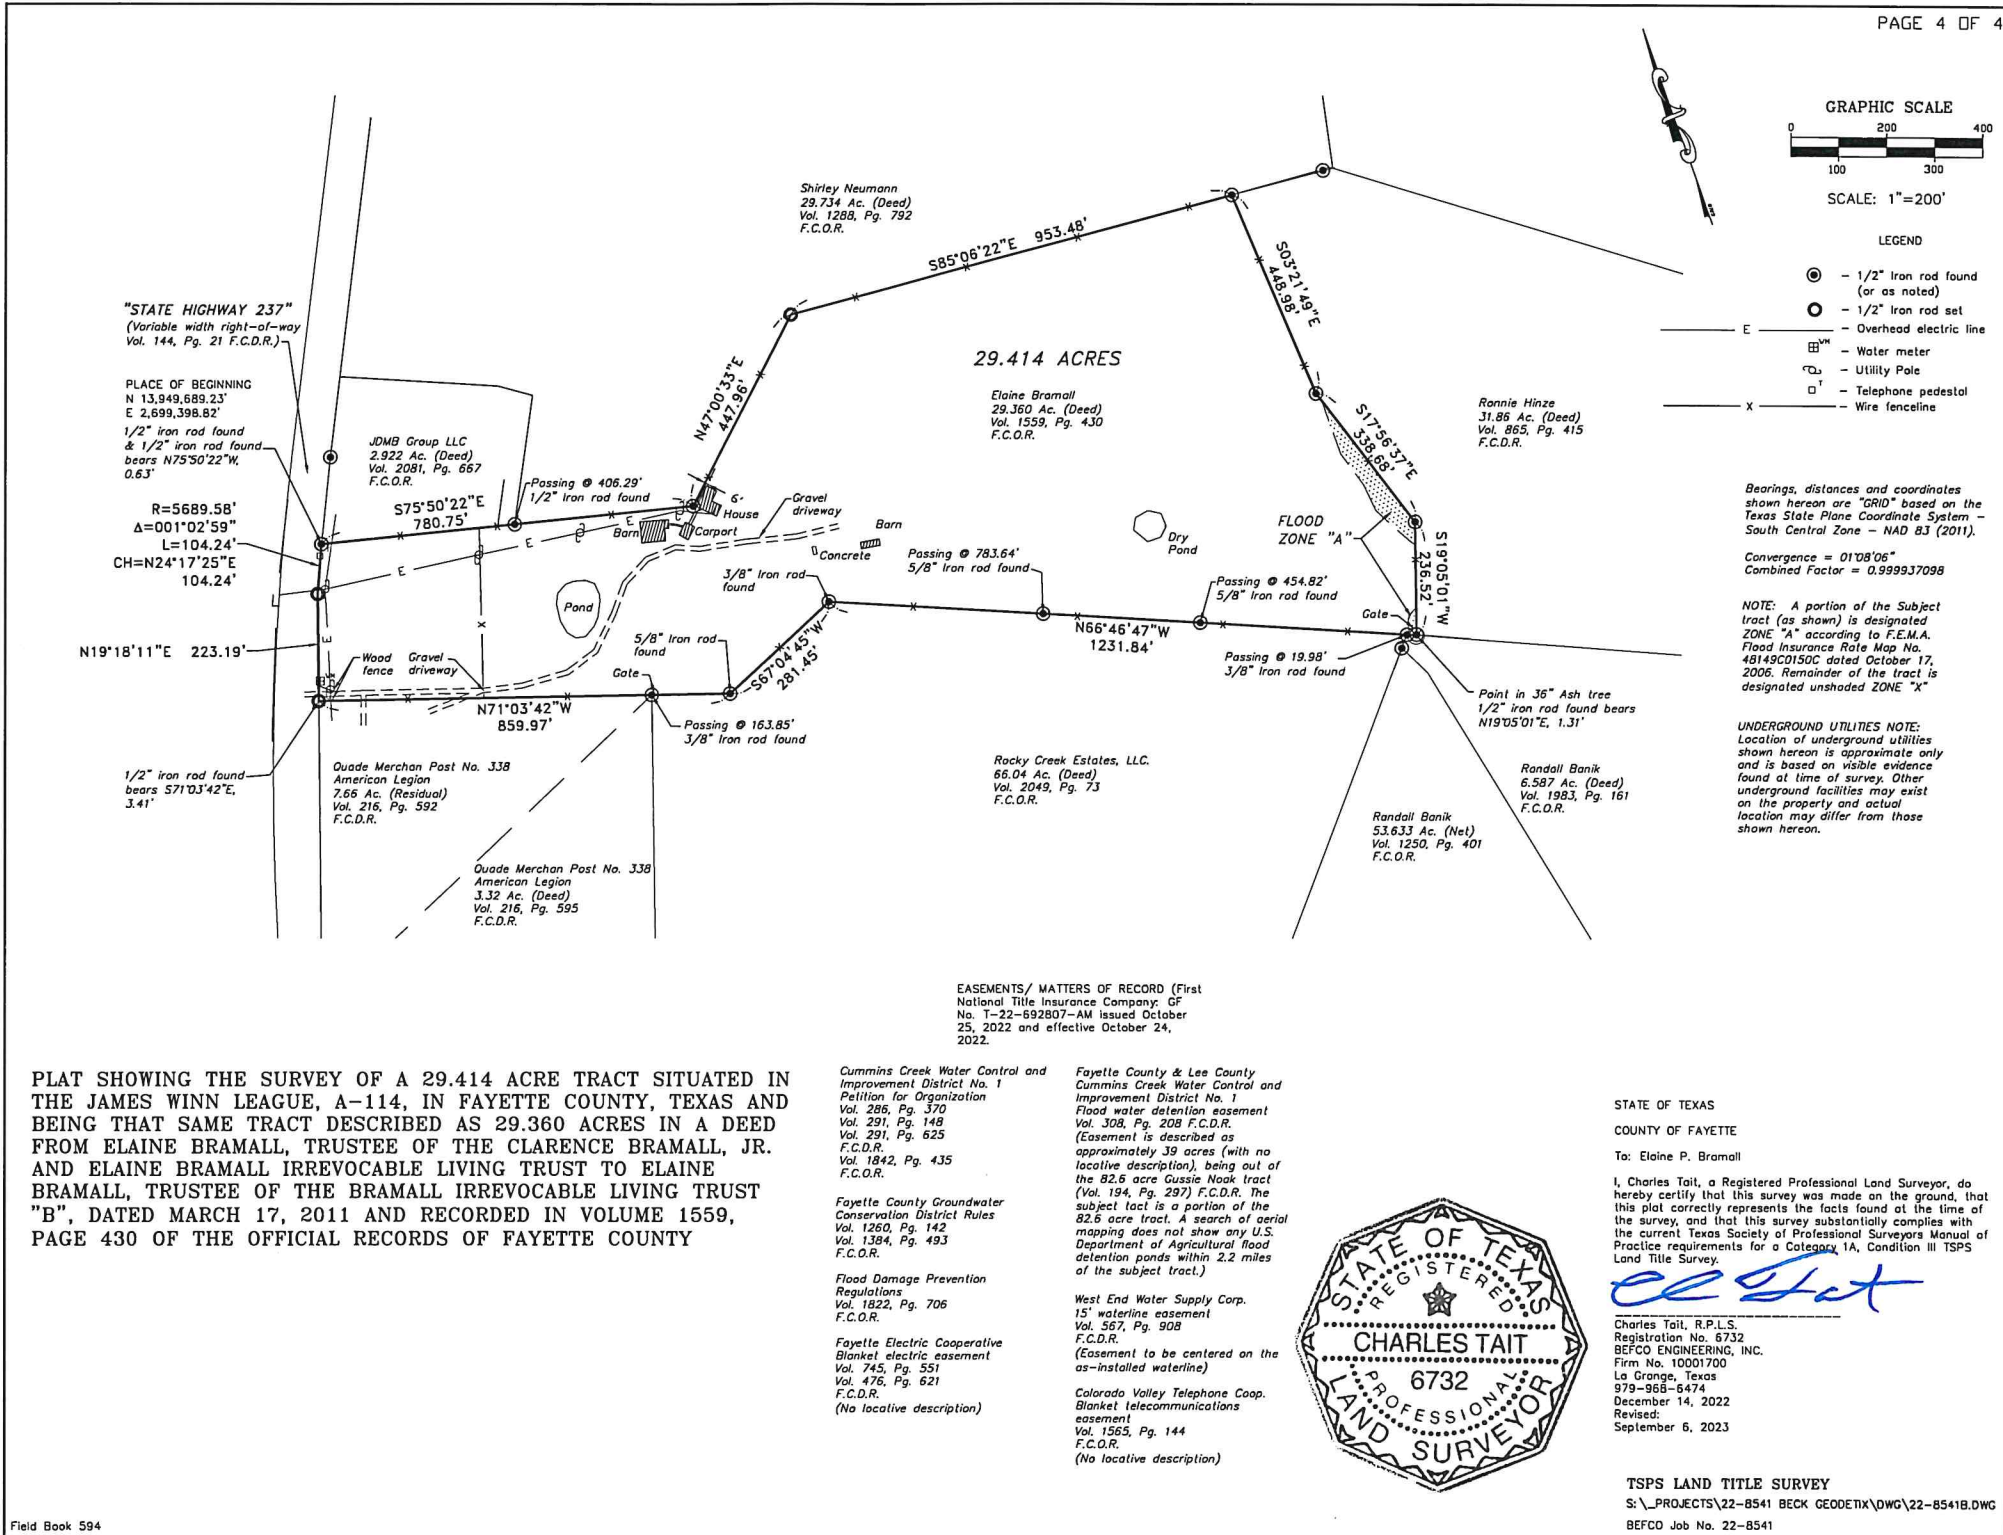 PAGE 4 OF 4
GRAPHIC SCALE
0 200 400
100 300
SCALE: 1"=200'
LEGEND
- 1/2" Iron rod found
(or as noted)
- 1/2" Iron rod set
E - Overhead electric line
WM - Water meter
- Utility Pole
T - Telephone pedestal
X - Wire fenceline
Shirley Neumann
29.734 Ac. (Deed)
Vol. 1288, Pg. 792
F.C.O.R.
S85°06'22"E 953.48'
S03°21'49"E
448.98'
"STATE HIGHWAY 237"
(Variable width right-of-way
Vol. 144, Pg. 21 F.C.D.R.)
PLACE OF BEGINNING
N 13,949,689.23'
E 2,699,398.82'
1/2" iron rod found
& 1/2" iron rod found
bears N75°50'22"W,
0.63'
R=5689.58'
Δ=001°02'59"
L=104.24'
CH=N24°17'25"E
104.24'
N19°18'11"E 223.19'
1/2" iron rod found
bears S71°03'42"E,
3.41'
JDMB Group LLC
2.922 Ac. (Deed)
Vol. 2081, Pg. 667
F.C.O.R.
S75°50'22"E
780.75'
Passing @ 406.29'
1/2" Iron rod found
N47°00'33"E
447.96'
29.414 ACRES
Elaine Bramall
29.360 Ac. (Deed)
Vol. 1559, Pg. 430
F.C.O.R.
Ronnie Hinze
31.86 Ac. (Deed)
Vol. 865, Pg. 415
F.C.D.R.
S17°56'37"E
338.68'
S19°05'01"W
236.52'
FLOOD
ZONE "A"
6'
House
Carport
Barn
Gravel
driveway
Barn
Concrete
Dry
Pond
Pond
Wood
fence
Gravel
driveway
3/8" Iron rod
found
5/8" Iron rod
found
Gate
Passing @ 783.64'
5/8" Iron rod found
Passing @ 454.82'
5/8" Iron rod found
Gate
Passing @ 19.98'
3/8" Iron rod found
N66°46'47"W
1231.84'
S67°04'45"W
281.45'
N71°03'42"W
859.97'
Passing @ 163.85'
3/8" Iron rod found
Point in 36" Ash tree
1/2" iron rod found bears
N19°05'01"E, 1.31'
Quade Merchan Post No. 338
American Legion
7.66 Ac. (Residual)
Vol. 216, Pg. 592
F.C.D.R.
Quade Merchan Post No. 338
American Legion
3.32 Ac. (Deed)
Vol. 216, Pg. 595
F.C.D.R.
Rocky Creek Estates, LLC.
66.04 Ac. (Deed)
Vol. 2049, Pg. 73
F.C.O.R.
Randall Banik
53.633 Ac. (Net)
Vol. 1250, Pg. 401
F.C.O.R.
Randall Banik
6.587 Ac. (Deed)
Vol. 1983, Pg. 161
F.C.O.R.
Bearings, distances and coordinates
shown hereon are "GRID" based on the
Texas State Plane Coordinate System -
South Central Zone - NAD 83 (2011).
Convergence = 01°08'06"
Combined Factor = 0.999937098
NOTE: A portion of the Subject
tract (as shown) is designated
ZONE "A" according to F.E.M.A.
Flood Insurance Rate Map No.
48149C0150C dated October 17,
2006. Remainder of the tract is
designated unshaded ZONE "X"
UNDERGROUND UTILITIES NOTE:
Location of underground utilities
shown hereon is approximate only
and is based on visible evidence
found at time of survey. Other
underground facilities may exist
on the property and actual
location may differ from those
shown hereon.
EASEMENTS/ MATTERS OF RECORD (First
National Title Insurance Company: GF
No. T-22-692807-AM issued October
25, 2022 and effective October 24,
2022.
PLAT SHOWING THE SURVEY OF A 29.414 ACRE TRACT SITUATED IN
THE JAMES WINN LEAGUE, A-114, IN FAYETTE COUNTY, TEXAS AND
BEING THAT SAME TRACT DESCRIBED AS 29.360 ACRES IN A DEED
FROM ELAINE BRAMALL, TRUSTEE OF THE CLARENCE BRAMALL, JR.
AND ELAINE BRAMALL IRREVOCABLE LIVING TRUST TO ELAINE
BRAMALL, TRUSTEE OF THE BRAMALL IRREVOCABLE LIVING TRUST
"B", DATED MARCH 17, 2011 AND RECORDED IN VOLUME 1559,
PAGE 430 OF THE OFFICIAL RECORDS OF FAYETTE COUNTY
Cummins Creek Water Control and
Improvement District No. 1
Petition for Organization
Vol. 286, Pg. 370
Vol. 291, Pg. 148
Vol. 291, Pg. 625
F.C.D.R.
Vol. 1842, Pg. 435
F.C.O.R.
Fayette County Groundwater
Conservation District Rules
Vol. 1260, Pg. 142
Vol. 1384, Pg. 493
F.C.O.R.
Flood Damage Prevention
Regulations
Vol. 1822, Pg. 706
F.C.O.R.
Fayette Electric Cooperative
Blanket electric easement
Vol. 745, Pg. 551
Vol. 476, Pg. 621
F.C.D.R.
(No locative description)
Fayette County & Lee County
Cummins Creek Water Control and
Improvement District No. 1
Flood water detention easement
Vol. 308, Pg. 208 F.C.D.R.
(Easement is described as
approximately 39 acres (with no
locative description), being out of
the 82.6 acre Gussie Noak tract
(Vol. 194, Pg. 297) F.C.D.R. The
subject tact is a portion of the
82.6 acre tract. A search of aerial
mapping does not show any U.S.
Department of Agricultural flood
detention ponds within 2.2 miles
of the subject tract.)
West End Water Supply Corp.
15' waterline easement
Vol. 567, Pg. 908
F.C.D.R.
(Easement to be centered on the
as-installed waterline)
Colorado Valley Telephone Coop.
Blanket telecommunications
easement
Vol. 1565, Pg. 144
F.C.O.R.
(No locative description)
STATE OF TEXAS
REGISTERED
CHARLES TAIT
6732
PROFESSIONAL
LAND SURVEYOR
STATE OF TEXAS
COUNTY OF FAYETTE
To: Elaine P. Bramall
I, Charles Tait, a Registered Professional Land Surveyor, do
hereby certify that this survey was made on the ground, that
this plat correctly represents the facts found at the time of
the survey, and that this survey substantially complies with
the current Texas Society of Professional Surveyors Manual of
Practice requirements for a Category 1A, Condition III TSPS
Land Title Survey.
Charles Tait, R.P.L.S.
Registration No. 6732
BEFCO ENGINEERING, INC.
Firm No. 10001700
La Grange, Texas
979-968-6474
December 14, 2022
Revised:
September 6, 2023
TSPS LAND TITLE SURVEY
S:\_PROJECTS\22-8541 BECK GEODETIX\DWG\22-8541B.DWG
BEFCO Job No. 22-8541
Field Book 594